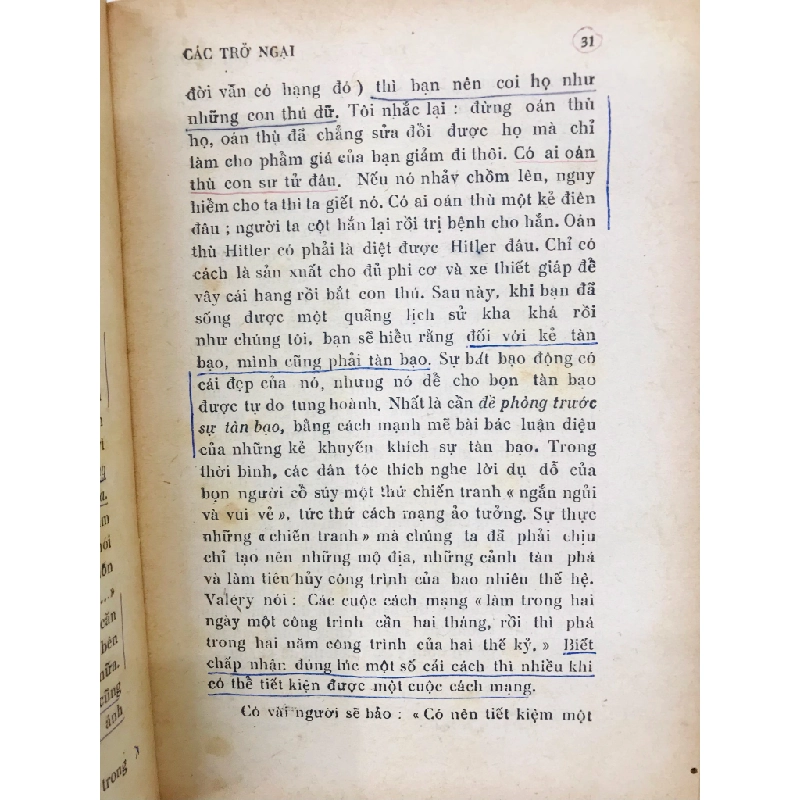 CÁC TRỞ NGẠI
31
đời vẫn có hạng đó) thì bạn nên coi họ như
những con thú dữ. Tôi nhắc lại : đừng oán thù
họ, oán thù đã chẳng sửa đổi được họ mà chỉ
làm cho phẩm giá của bạn giảm đi thôi. Có ai oán
thù con sư tử đâu. Nếu nó nhảy chồm lên, nguy
hiểm cho ta thì ta giết nó. Có ai oán thù một kẻ điên
đâu ; người ta cột hắn lại rồi trị bệnh cho hắn. Oán
thù Hitler có phải là diệt được Hitler đâu. Chỉ có
cách là sản xuất cho đủ phi cơ và xe thiết giáp để
vây cái hang rồi bắt con thú. Sau này, khi bạn đã
sống được một quãng lịch sử kha khá rồi
như chúng tôi, bạn sẽ hiểu rằng đối với kẻ tàn
bạo, mình cũng phải tàn bạo. Sự bất bạo động có
cái đẹp của nó, nhưng nó để cho bọn tàn bạo
được tự do tung hoành. Nhất là cần đề phòng trước
sự tàn bạo, bằng cách mạnh mẽ bài bác luận điệu
của những kẻ khuyến khích sự tàn bạo. Trong
thời bình, các dân tộc thích nghe lời dụ dỗ của
bọn người cổ súy một thứ chiến tranh « ngắn ngủi
và vui vẻ », tức thứ cách mạng ảo tưởng. Sự thực
những « chiến tranh » mà chúng ta đã phải chịu
chỉ tạo nên những mộ địa, những cảnh tàn phá
và làm tiêu hủy công trình của bao nhiêu thế hệ.
Valéry nói : Các cuộc cách mạng « làm trong hai
ngày một công trình cần hai tháng, rồi thì phá
trong hai năm công trình của hai thế kỷ. » Biết
chấp nhận đúng lúc một số cải cách thì nhiều khi
có thể tiết kiện được một cuộc cách mạng.
Có vài người sẽ bảo : « Có nên tiết kiệm một
căn
bên
nữa.
cũng
ảnh
trong